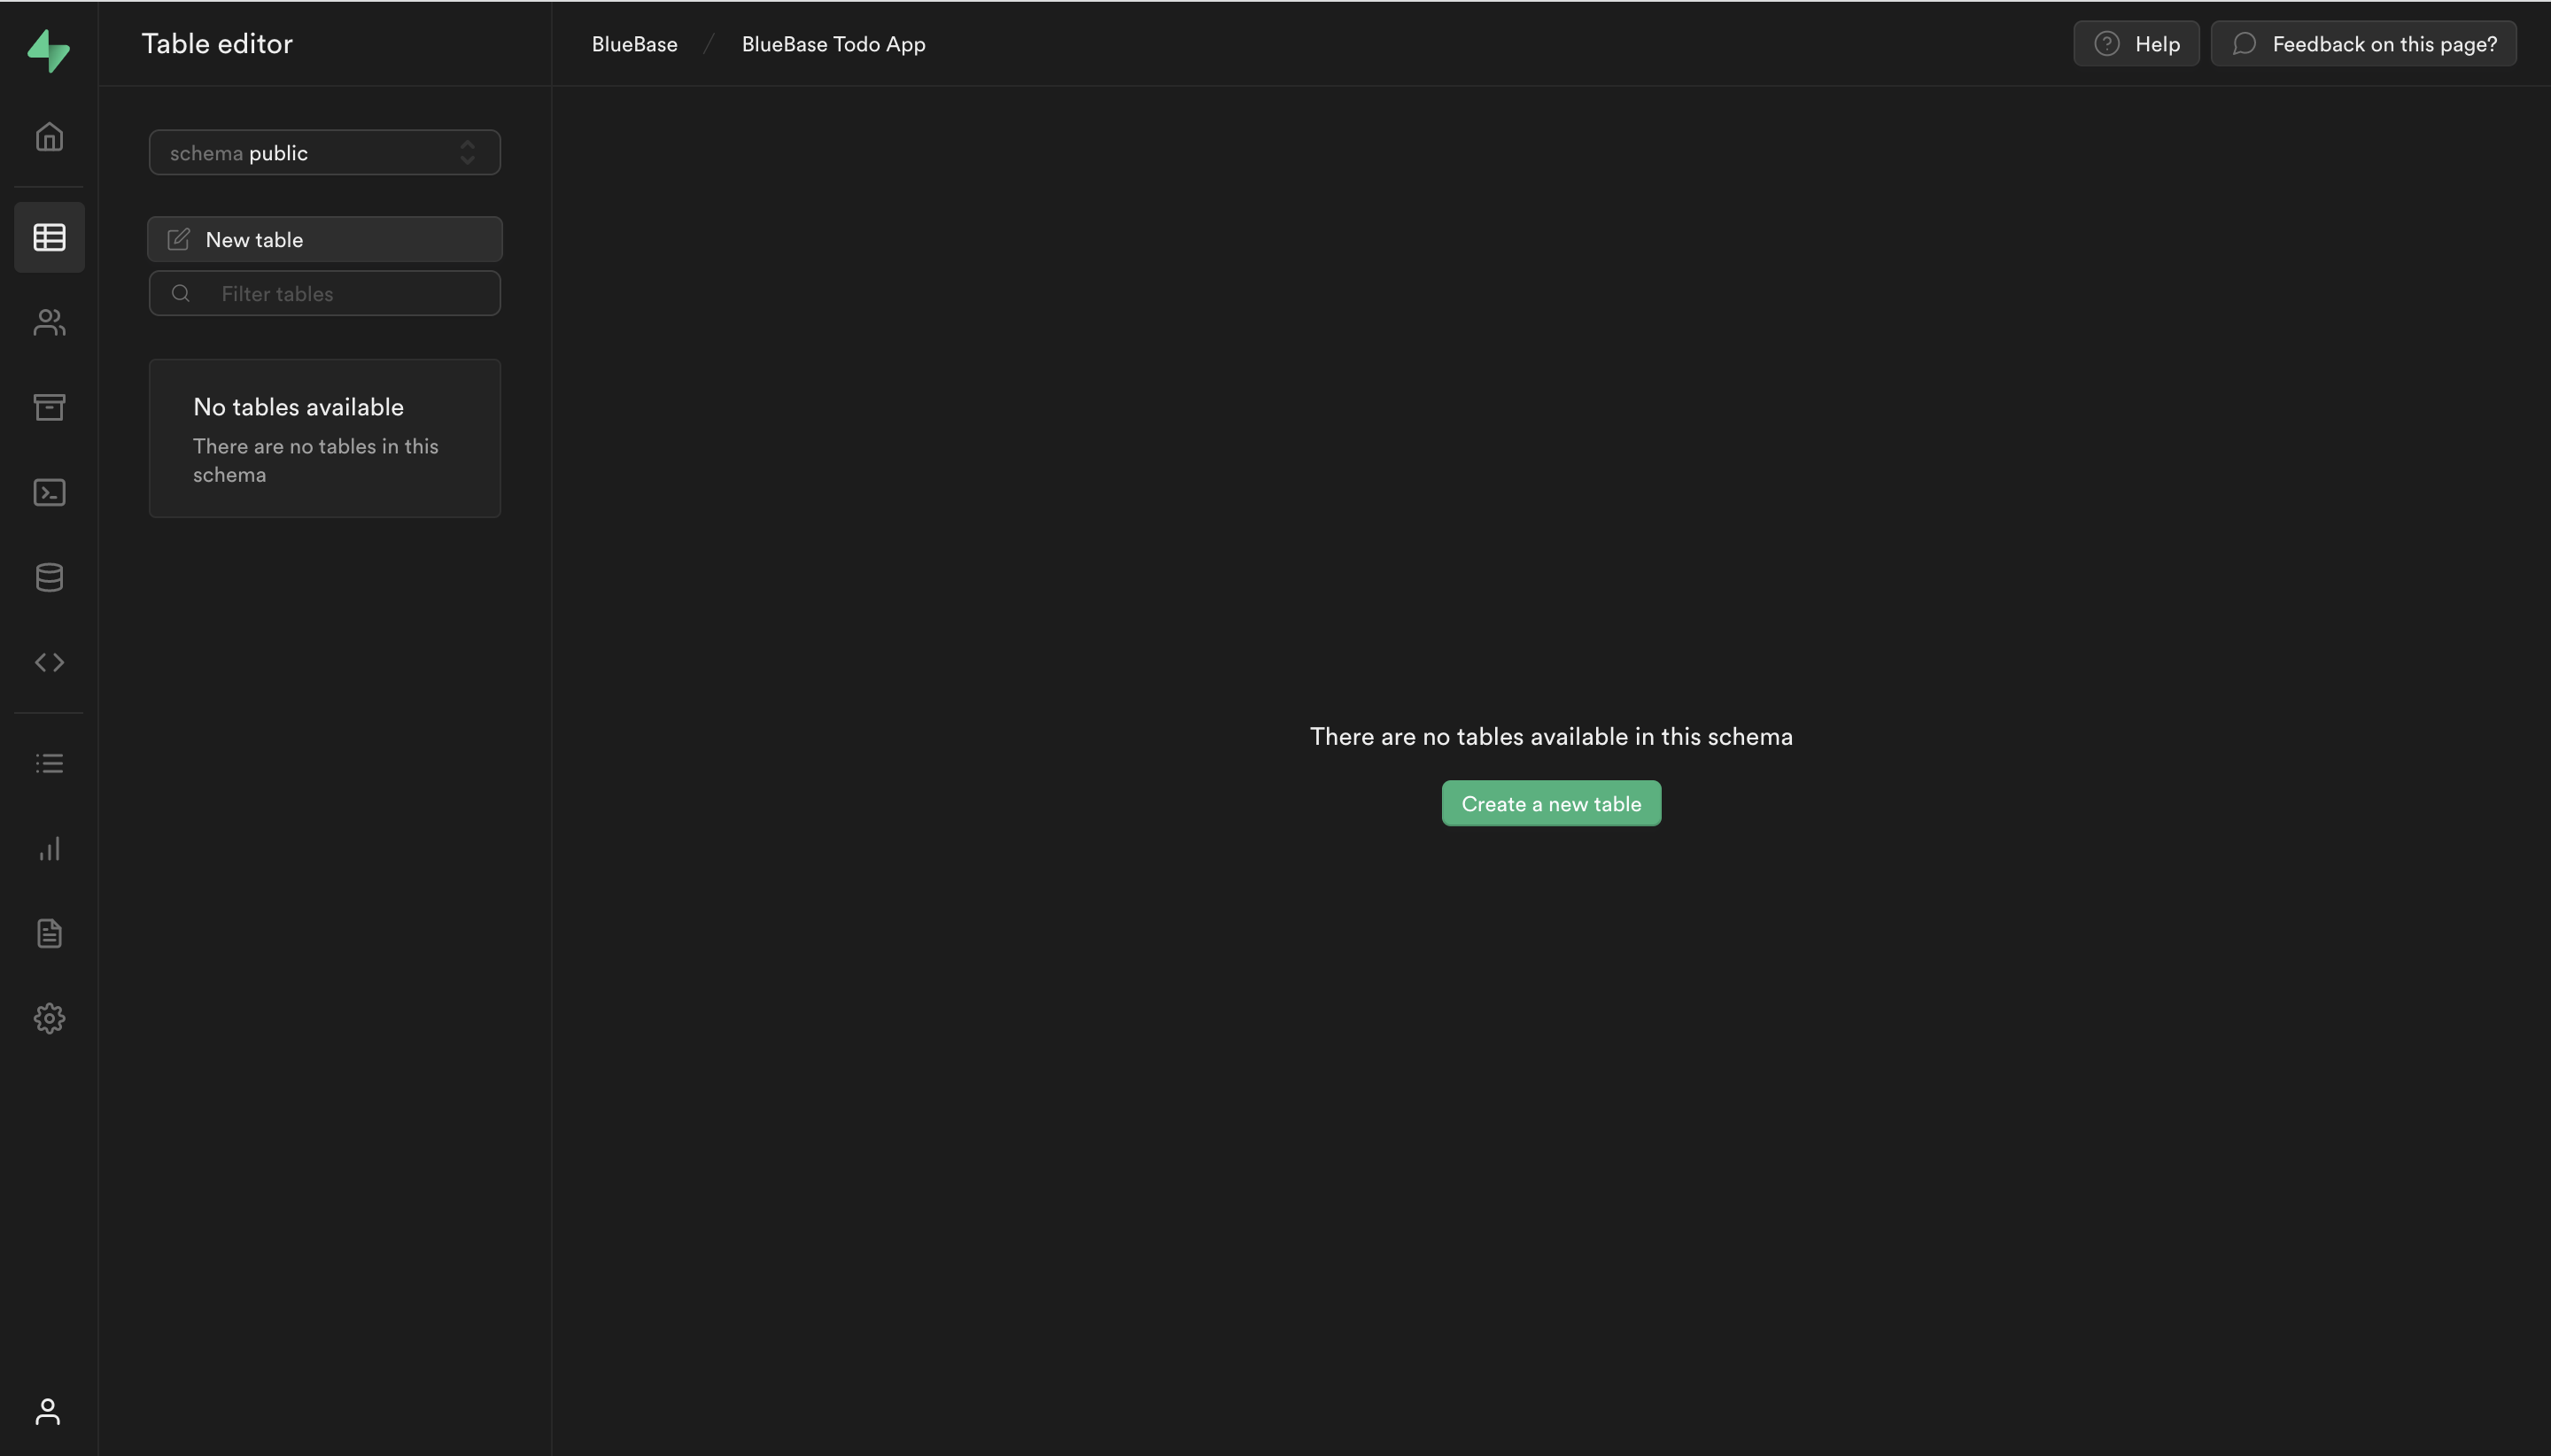 Table editor
BlueBase / BlueBase Todo App
Help
Feedback on this page?
schema public
New table
Filter tables
No tables available
There are no tables in this
schema
There are no tables available in this schema
Create a new table